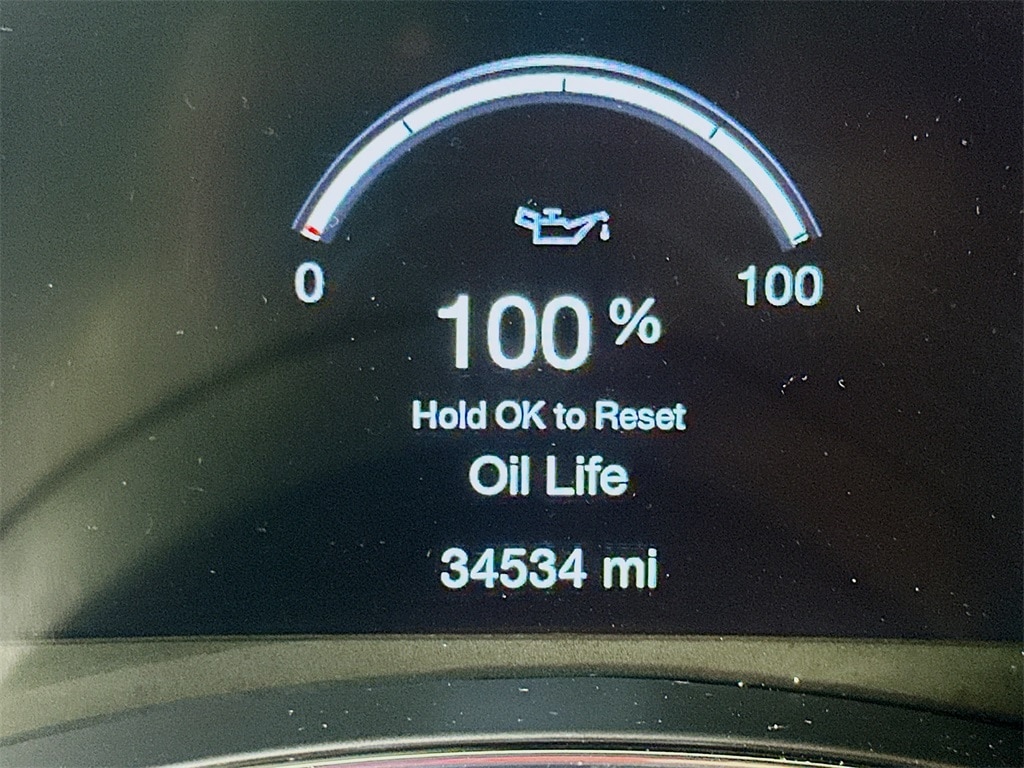 0 100
100 %
Hold OK to Reset
Oil Life
34534 mi